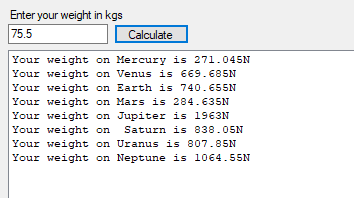 Enter your weight in kgs
75.5
Calculate
Your weight on Mercury is 271.045N
Your weight on Venus is 669.685N
Your weight on Earth is 740.655N
Your weight on Mars is 284.635N
Your weight on Jupiter is 1963N
Your weight on  Saturn is 838.05N
Your weight on Uranus is 807.85N
Your weight on Neptune is 1064.55N